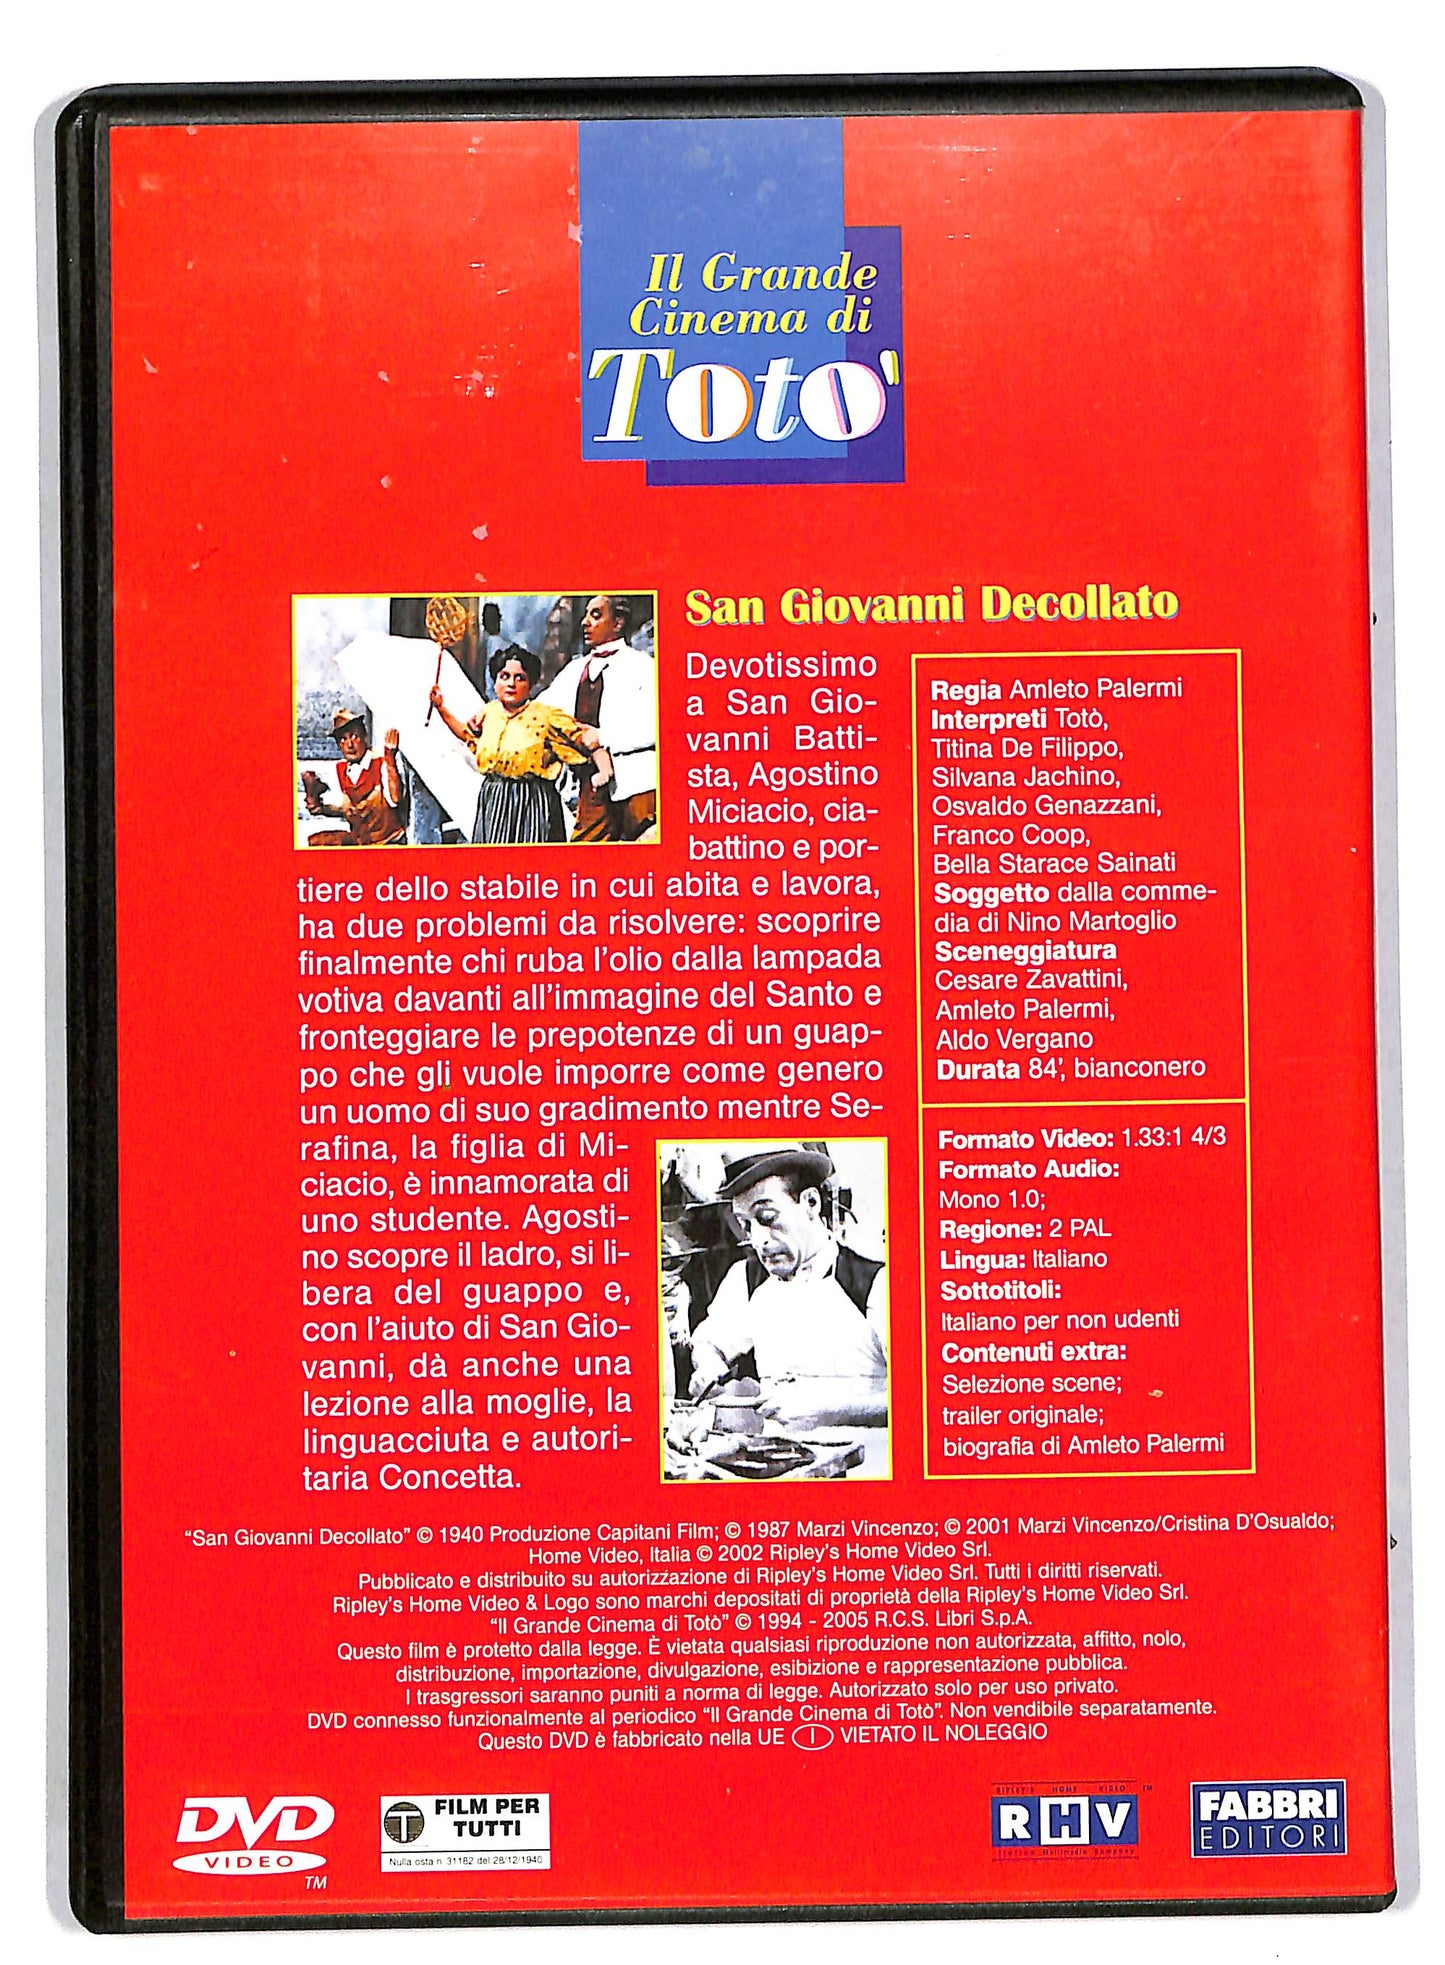 Il Grande
Cinema di
Totò
San Giovanni Decollato
Devotissimo
a San Gio-
vanni Batti-
sta, Agostino
Miciacio, cia-
battino e por-
tiere dello stabile in cui abita e lavora,
ha due problemi da risolvere: scoprire
finalmente chi ruba l'olio dalla lampada
votiva davanti all'immagine del Santo e
fronteggiare le prepotenze di un guap-
po che gli vuole imporre come genero
un uomo di suo gradimento mentre Se-
rafina, la figlia di Mi-
ciacio, è innamorata di
uno studente. Agosti-
no scopre il ladro, si li-
bera del guappo e,
con l'aiuto di San Gio-
vanni, dà anche una
lezione alla moglie, la
linguacciuta e autori-
taria Concetta.
Regia Amleto Palermi
Interpreti Totò,
Titina De Filippo,
Silvana Jachino,
Osvaldo Genazzani,
Franco Coop,
Bella Starace Sainati
Soggetto dalla comme-
dia di Nino Martoglio
Sceneggiatura
Cesare Zavattini,
Amleto Palermi,
Aldo Vergano
Durata 84', bianconero
Formato Video: 1.33:1 4/3
Formato Audio:
Mono 1.0;
Regione: 2 PAL
Lingua: Italiano
Sottotitoli:
Italiano per non udenti
Contenuti extra:
Selezione scene;
trailer originale;
biografia di Amleto Palermi
“San Giovanni Decollato” © 1940 Produzione Capitani Film; © 1987 Marzi Vincenzo; © 2001 Marzi Vincenzo/Cristina D'Osualdo;
Home Video, Italia © 2002 Ripley's Home Video Srl.
Pubblicato e distribuito su autorizzazione di Ripley's Home Video Srl. Tutti i diritti riservati.
Ripley's Home Video & Logo sono marchi depositati di proprietà della Ripley's Home Video Srl.
“Il Grande Cinema di Totò” © 1994 - 2005 R.C.S. Libri S.p.A.
Questo film è protetto dalla legge. È vietata qualsiasi riproduzione non autorizzata, affitto, nolo,
distribuzione, importazione, divulgazione, esibizione e rappresentazione pubblica.
I trasgressori saranno puniti a norma di legge. Autorizzato solo per uso privato.
DVD connesso funzionalmente al periodico “Il Grande Cinema di Totò”. Non vendibile separatamente.
Questo DVD è fabbricato nella UE I VIETATO IL NOLEGGIO
DVD
VIDEO
TM
T FILM PER
TUTTI
Nulla osta n. 31182 del 28/12/1940
RIPLEY'S HOME VIDEO TM
RHV
Italian Multimedia Company
FABBRI
EDITORI